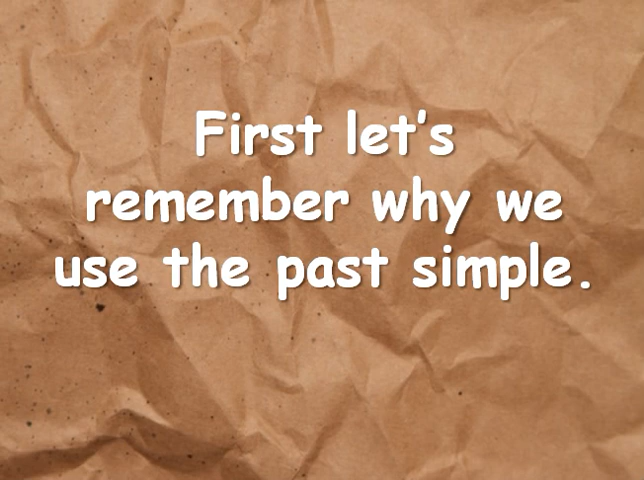 First let's
remember why we
use the past simple.